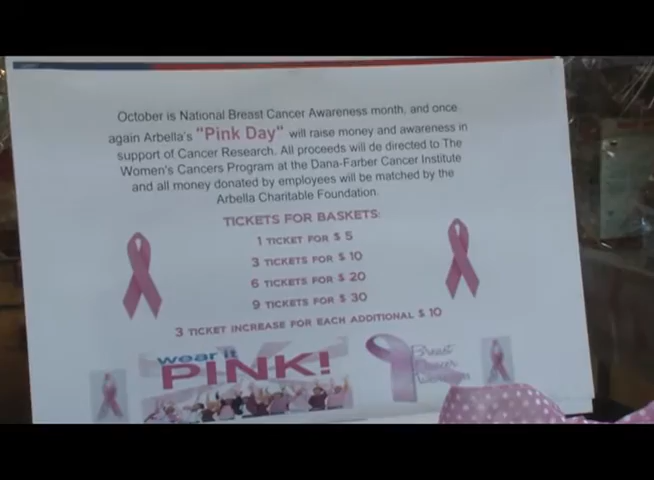 October is National Breast Cancer Awareness month, and once
again Arbella's "Pink Day" will raise money and awareness in
support of Cancer Research. All proceeds will de directed to The
Women's Cancers Program at the Dana-Farber Cancer Institute
and all money donated by employees will be matched by the
Arbella Charitable Foundation.
TICKETS FOR BASKETS:
1 TICKET FOR $ 5
3 TICKETS FOR $ 10
6 TICKETS FOR $ 20
9 TICKETS FOR $ 30
3 TICKET INCREASE FOR EACH ADDITIONAL $ 10
wear it
PINK!
Breast
Cancer